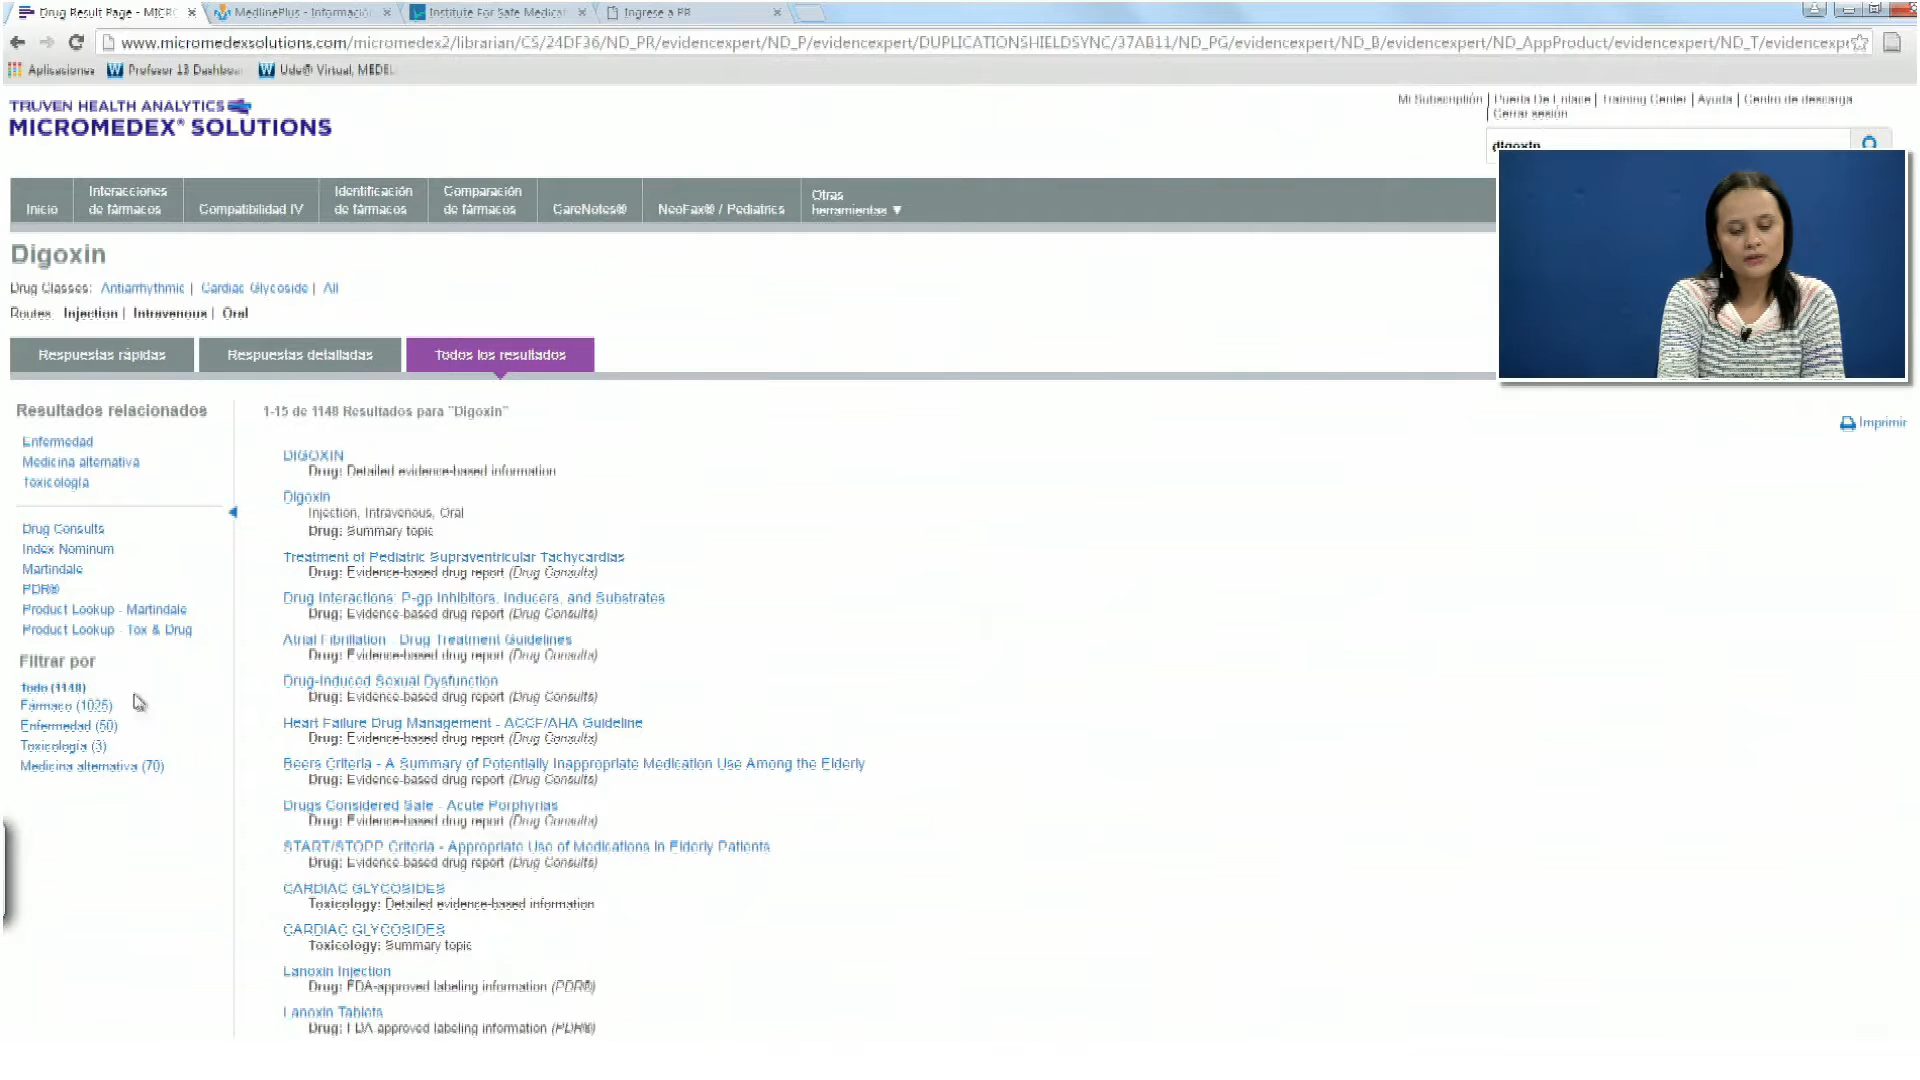 Drug Result Page - MICR
MedlinePlus - Informació
Institute For Safe Medicat
Ingrese a PR
www.micromedexsolutions.com/micromedex2/librarian/CS/24DF36/ND_PR/evidencexpert/ND_P/evidencexpert/DUPLICATIONSHIELDSYNC/37AB11/ND_PG/evidencexpert/ND_B/evidencexpert/ND_AppProduct/evidencexpert/ND_T/evidencexp
Aplicaciones
Profesor 13 Dashboa
Ude@ Virtual, MEDEL
TRUVEN HEALTH ANALYTICS
MICROMEDEX® SOLUTIONS
Mi Subscripción | Puerta De Enlace | Training Center | Ayuda | Centro de descarga
| Cerrar sesión
digoxin
Inicio
Interacciones de fármacos
Compatibilidad IV
Identificación de fármacos
Comparación de fármacos
CareNotes®
NeoFax® / Pediatrics
Otras herramientas ▼
Digoxin
Drug Classes: Antiarrhythmic | Cardiac Glycoside | All
Routes: Injection | Intravenous | Oral
Respuestas rápidas
Respuestas detalladas
Todos los resultados
Resultados relacionados
Enfermedad
Medicina alternativa
Toxicología
Drug Consults
Index Nominum
Martindale
PDR®
Product Lookup - Martindale
Product Lookup - Tox & Drug
Filtrar por
Todo (1148)
Fármaco (1025)
Enfermedad (50)
Toxicología (3)
Medicina alternativa (70)
1-15 de 1148 Resultados para "Digoxin"
Imprimir
DIGOXIN
Drug: Detailed evidence-based information
Digoxin
Injection, Intravenous, Oral
Drug: Summary topic
Treatment of Pediatric Supraventricular Tachycardias
Drug: Evidence-based drug report (Drug Consults)
Drug Interactions: P-gp Inhibitors, Inducers, and Substrates
Drug: Evidence-based drug report (Drug Consults)
Atrial Fibrillation - Drug Treatment Guidelines
Drug: Evidence-based drug report (Drug Consults)
Drug-Induced Sexual Dysfunction
Drug: Evidence-based drug report (Drug Consults)
Heart Failure Drug Management - ACCF/AHA Guideline
Drug: Evidence-based drug report (Drug Consults)
Beers Criteria - A Summary of Potentially Inappropriate Medication Use Among the Elderly
Drug: Evidence-based drug report (Drug Consults)
Drugs Considered Safe - Acute Porphyrias
Drug: Evidence-based drug report (Drug Consults)
START/STOPP Criteria - Appropriate Use of Medications in Elderly Patients
Drug: Evidence-based drug report (Drug Consults)
CARDIAC GLYCOSIDES
Toxicology: Detailed evidence-based information
CARDIAC GLYCOSIDES
Toxicology: Summary topic
Lanoxin Injection
Drug: FDA-approved labeling information (PDR®)
Lanoxin Tablets
Drug: FDA-approved labeling information (PDR®)